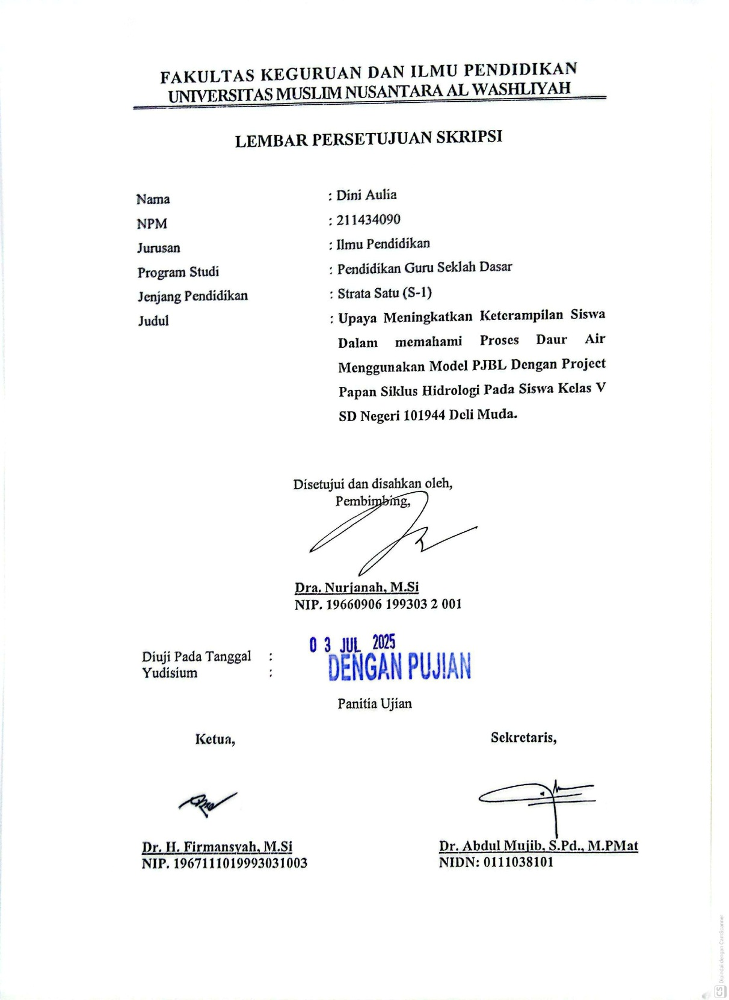 FAKULTAS KEGURUAN DAN ILMU PENDIDIKAN
UNIVERSITAS MUSLIM NUSANTARA AL WASHLIYAH
LEMBAR PERSETUJUAN SKRIPSI
Nama : Dini Aulia
NPM : 211434090
Jurusan : Ilmu Pendidikan
Program Studi : Pendidikan Guru Seklah Dasar
Jenjang Pendidikan : Strata Satu (S-1)
Judul : Upaya Meningkatkan Keterampilan Siswa
Dalam memahami Proses Daur Air
Menggunakan Model PJBL Dengan Project
Papan Siklus Hidrologi Pada Siswa Kelas V
SD Negeri 101944 Deli Muda.
Disetujui dan disahkan oleh,
Pembimbing,
Dra. Nurjanah, M.Si
NIP. 19660906 199303 2 001
Diuji Pada Tanggal : 03 JUL 2025
Yudisium : DENGAN PUJIAN
Panitia Ujian
Ketua, Sekretaris,
Dr. H. Firmansyah, M.Si Dr. Abdul Mujib, S.Pd., M.PMat
NIP. 1967111019993031003 NIDN: 0111038101
CS Dipindai dengan CamScanner